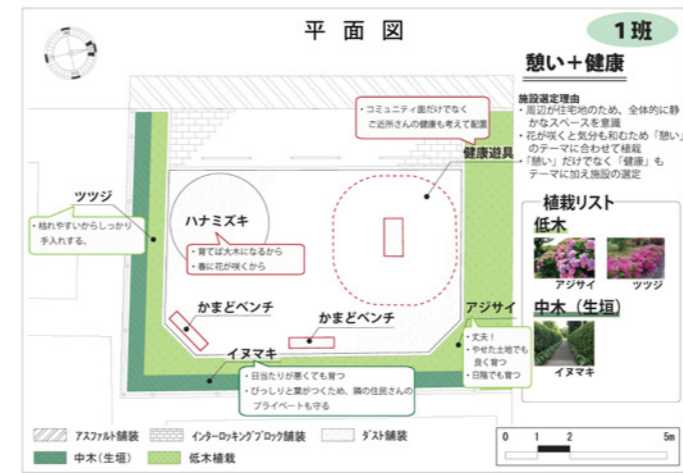 平面図
1班
憩い＋健康
施設選定理由
・周辺が住宅地のため、全体的に静
かなスペースを意識
・花が咲くと気分も和むため「憩い」
のテーマに合わせて植栽
・「憩い」だけでなく「健康」も
テーマに加え施設の選定
・コミュニティ面だけでなく
ご近所さんの健康も考えて配置
健康遊具
ツツジ
・枯れやすいからしっかり
手入れする。
ハナミズキ
・育てば大木になるから
・春に花が咲くから
かまどベンチ
かまどベンチ
アジサイ
・丈夫！
・やせた土地でも
良く育つ
・日陰でも育つ
イヌマキ
・日当たりが悪くても育つ
・びっしりと葉がつくため、隣の住民さんの
プライベートも守る
植栽リスト
低木
アジサイ
ツツジ
中木（生垣）
イヌマキ
アスファルト舗装
インターロッキングブロック舗装
ダスト舗装
中木(生垣)
低木植栽
0 1 2 5m